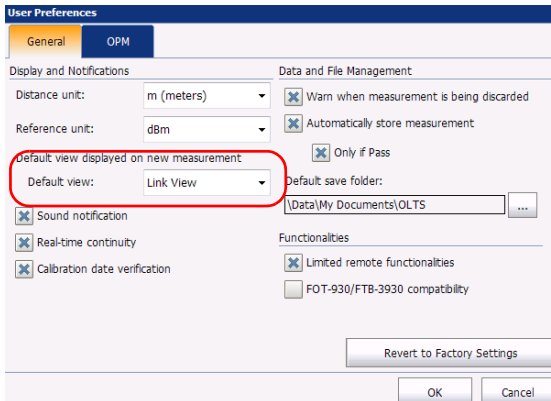 User Preferences
General OPM
Display and Notifications
Distance unit: m (meters)
Reference unit: dBm
Default view displayed on new measurement
Default view: Link View
Sound notification
Real-time continuity
Calibration date verification
Data and File Management
Warn when measurement is being discarded
Automatically store measurement
Only if Pass
Default save folder:
\Data\My Documents\OLTS ...
Functionalities
Limited remote functionalities
FOT-930/FTB-3930 compatibility
Revert to Factory Settings
OK Cancel